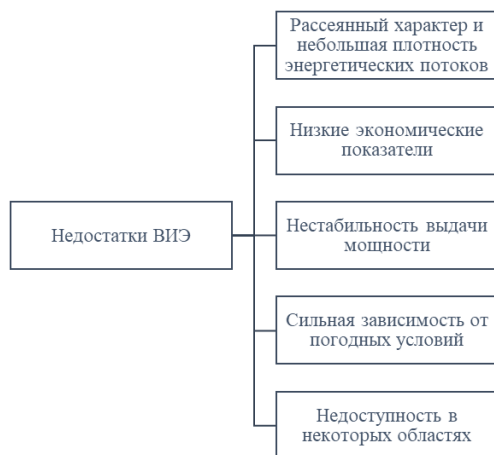 Рассеянный характер и
небольшая плотность
энергетических потоков
Низкие экономические
показатели
Недостатки ВИЭ
Нестабильность выдачи
мощности
Сильная зависимость от
погодных условий
Недоступность в
некоторых областях